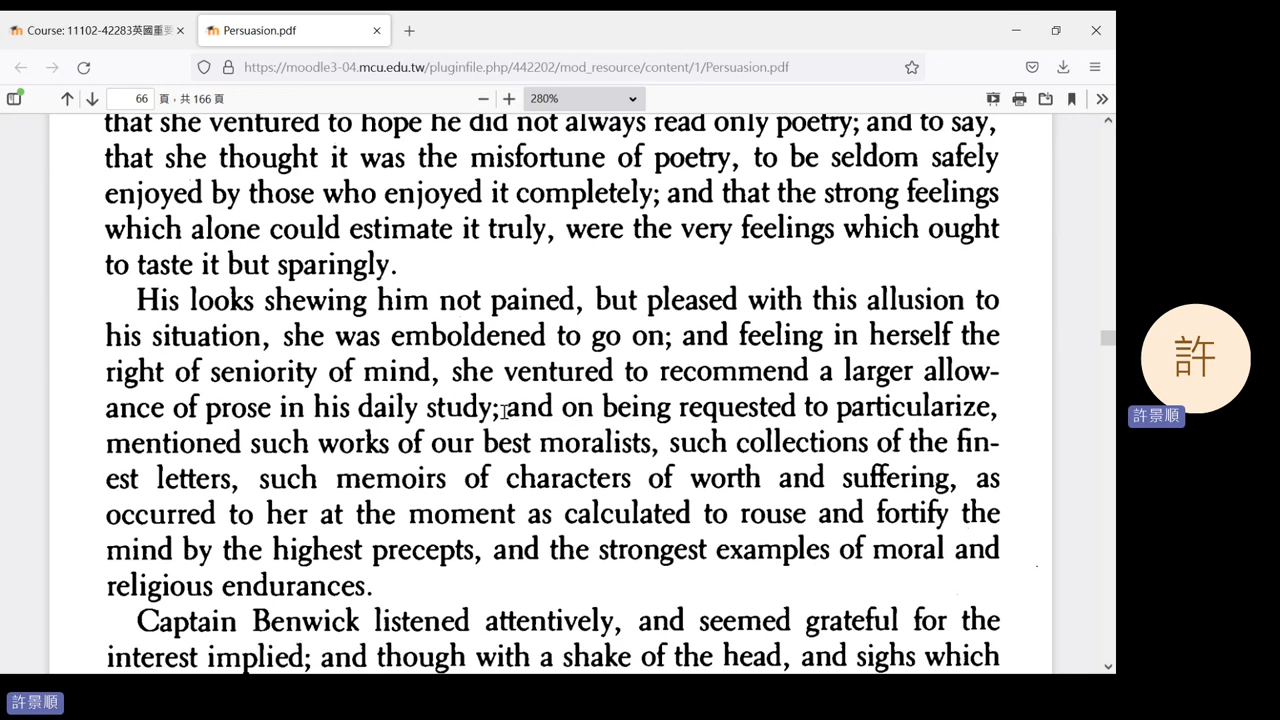 Course: 11102-42283英國重要
Persuasion.pdf
https://moodle3-04.mcu.edu.tw/pluginfile.php/442202/mod_resource/content/1/Persuasion.pdf
66 頁，共 166 頁
280%
that she ventured to hope he did not always read only poetry; and to say,
that she thought it was the misfortune of poetry, to be seldom safely
enjoyed by those who enjoyed it completely; and that the strong feelings
which alone could estimate it truly, were the very feelings which ought
to taste it but sparingly.
His looks shewing him not pained, but pleased with this allusion to
his situation, she was emboldened to go on; and feeling in herself the
right of seniority of mind, she ventured to recommend a larger allow-
ance of prose in his daily study; and on being requested to particularize,
mentioned such works of our best moralists, such collections of the fin-
est letters, such memoirs of characters of worth and suffering, as
occurred to her at the moment as calculated to rouse and fortify the
mind by the highest precepts, and the strongest examples of moral and
religious endurances.
Captain Benwick listened attentively, and seemed grateful for the
interest implied; and though with a shake of the head, and sighs which
許
許景順
許景順